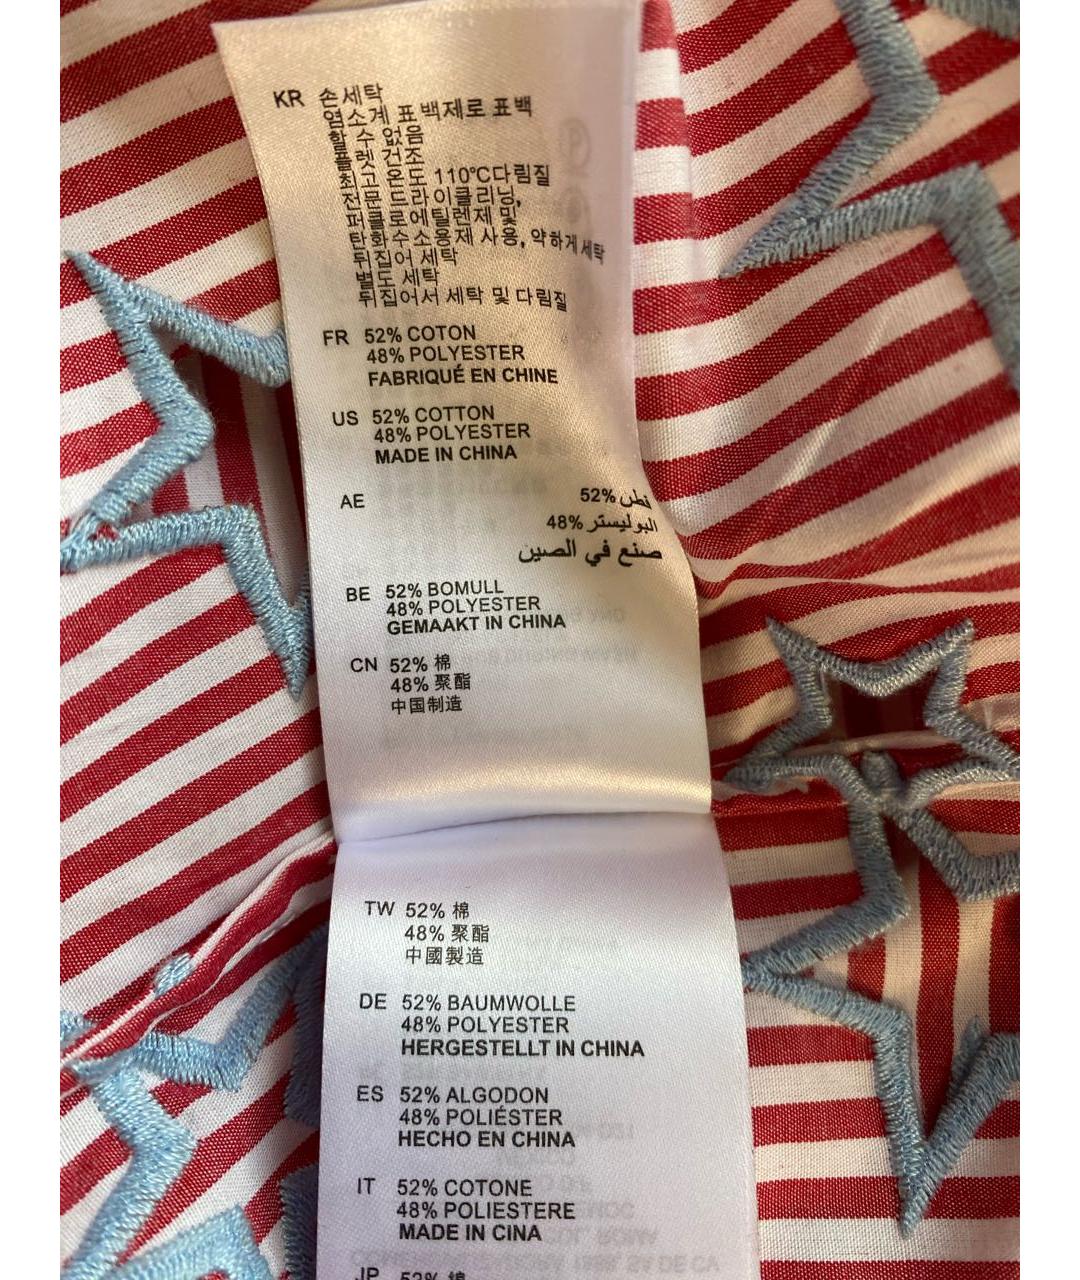 KR 손세탁
염소계 표백제로 표백
할 수 없음
플렛 건조
최고 온도 110℃다림질
전문 드라이클리닝,
퍼클로에틸렌제 및
탄화수소용제 사용, 약하게 세탁
뒤집어 세탁
별도 세탁
뒤집어서 세탁 및 다림질
FR 52% COTON
48% POLYESTER
FABRIQUÉ EN CHINE
US 52% COTTON
48% POLYESTER
MADE IN CHINA
AE 52% قطن
48% البوليستر
صنع في الصين
BE 52% BOMULL
48% POLYESTER
GEMAAKT IN CHINA
CN 52% 棉
48% 聚酯
中国制造
TW 52% 棉
48% 聚酯
中國製造
DE 52% BAUMWOLLE
48% POLYESTER
HERGESTELLT IN CHINA
ES 52% ALGODON
48% POLIÉSTER
HECHO EN CHINA
IT 52% COTONE
48% POLIESTERE
MADE IN CINA
JP 52% 棉